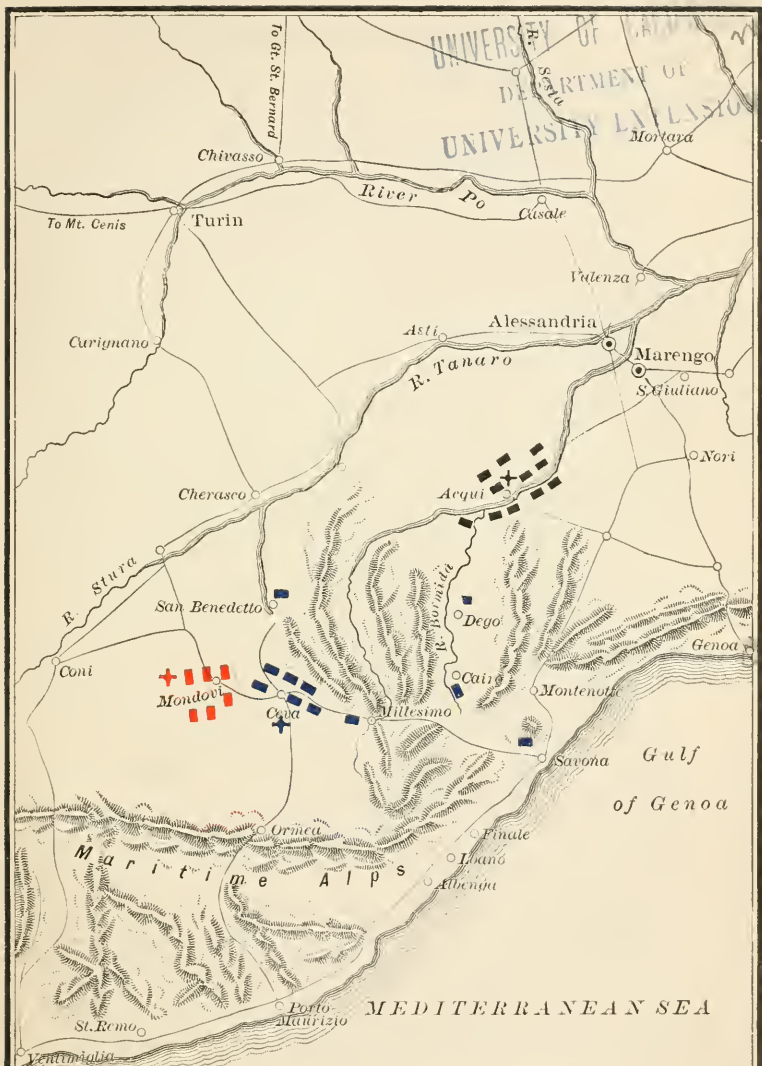 UNIVERSITY OF
DEPARTMENT OF
UNIVERSITY EXTENSION
To Gt. St. Bernard
R. Sesia
Mortara
Chivasso
River Po
Casale
To Mt. Cenis
Turin
Valenza
Carignano
Asti
Alessandria
Marengo
R. Tanaro
S. Giuliano
Nori
Cherasco
Acqui
R. Stura
San Benedetto
R. Bormida
Dego
Genoa
Coni
Mondovi
Cairo
Montenotte
Ceva
Millesimo
Savona
Gulf
of Genoa
Ormea
Finale
Maritime Alps
Loano
Albenga
Porto
Maurizio
MEDITERRANEAN SEA
St. Remo
Ventimiglia